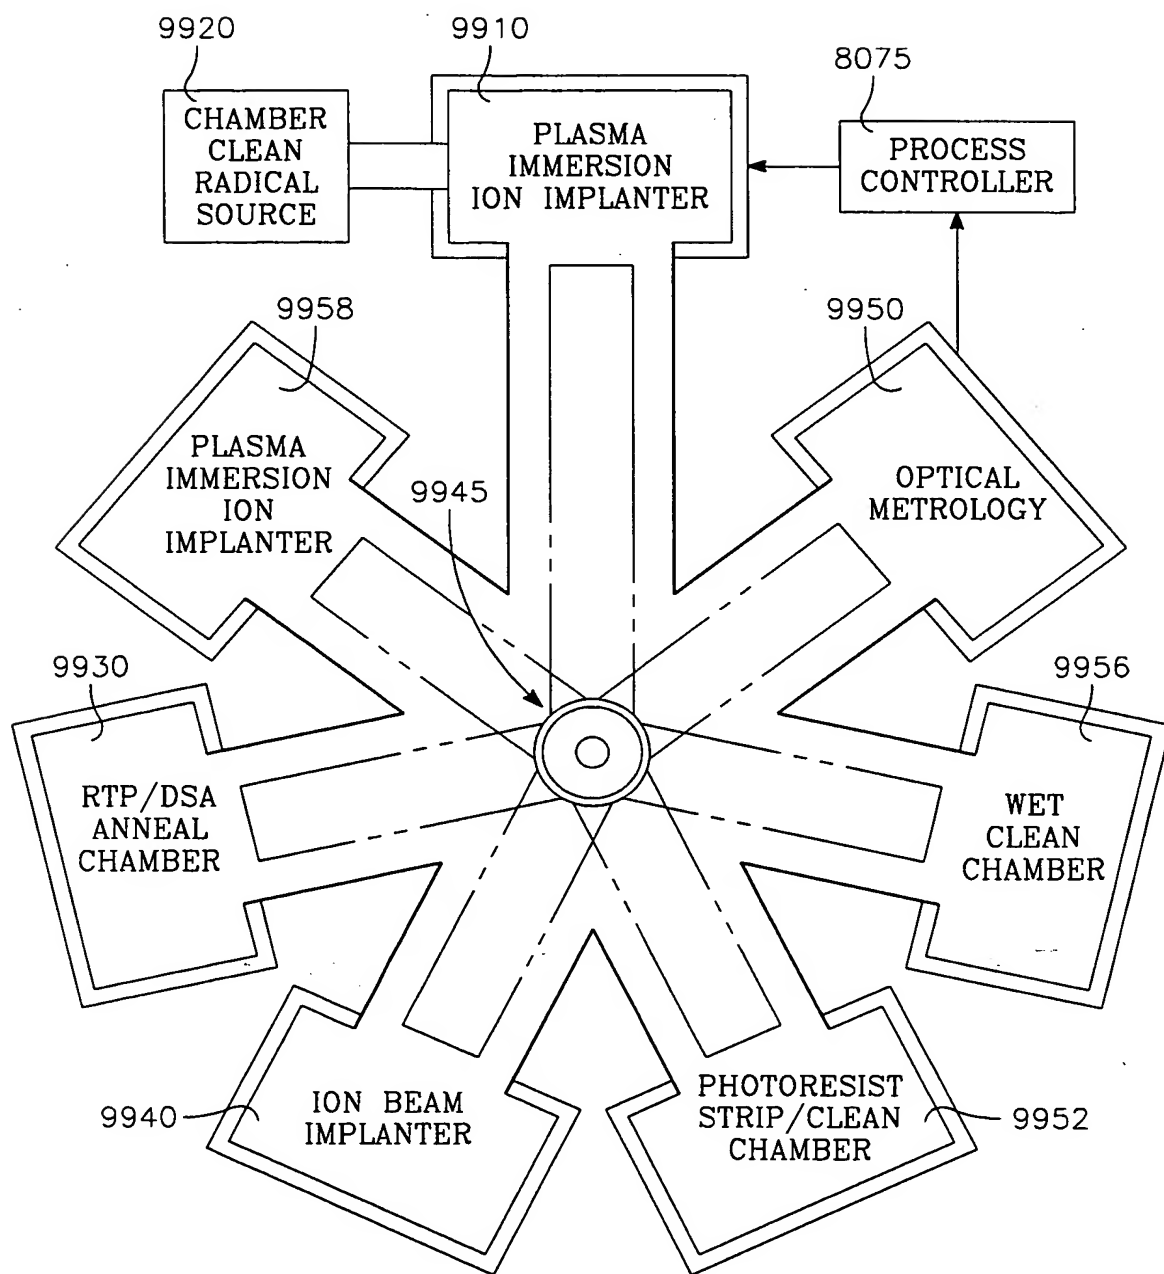 9920
9910
8075
CHAMBER
CLEAN
RADICAL
SOURCE
PLASMA
IMMERSION
ION IMPLANTER
PROCESS
CONTROLLER
9958
9950
PLASMA
IMMERSION
ION
IMPLANTER
9945
OPTICAL
METROLOGY
9930
9956
RTP/DSA
ANNEAL
CHAMBER
WET
CLEAN
CHAMBER
9940
ION BEAM
IMPLANTER
PHOTORESIST
STRIP/CLEAN
CHAMBER
9952